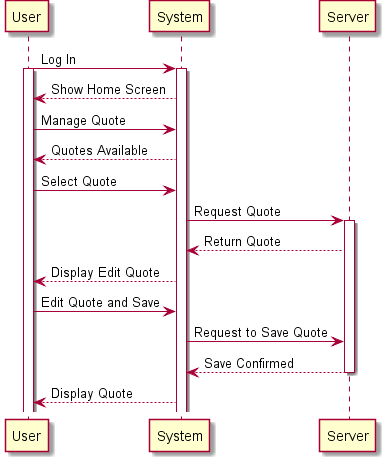 User
System
Server
Log In
Show Home Screen
Manage Quote
Quotes Available
Select Quote
Request Quote
Return Quote
Display Edit Quote
Edit Quote and Save
Request to Save Quote
Save Confirmed
Display Quote
User
System
Server